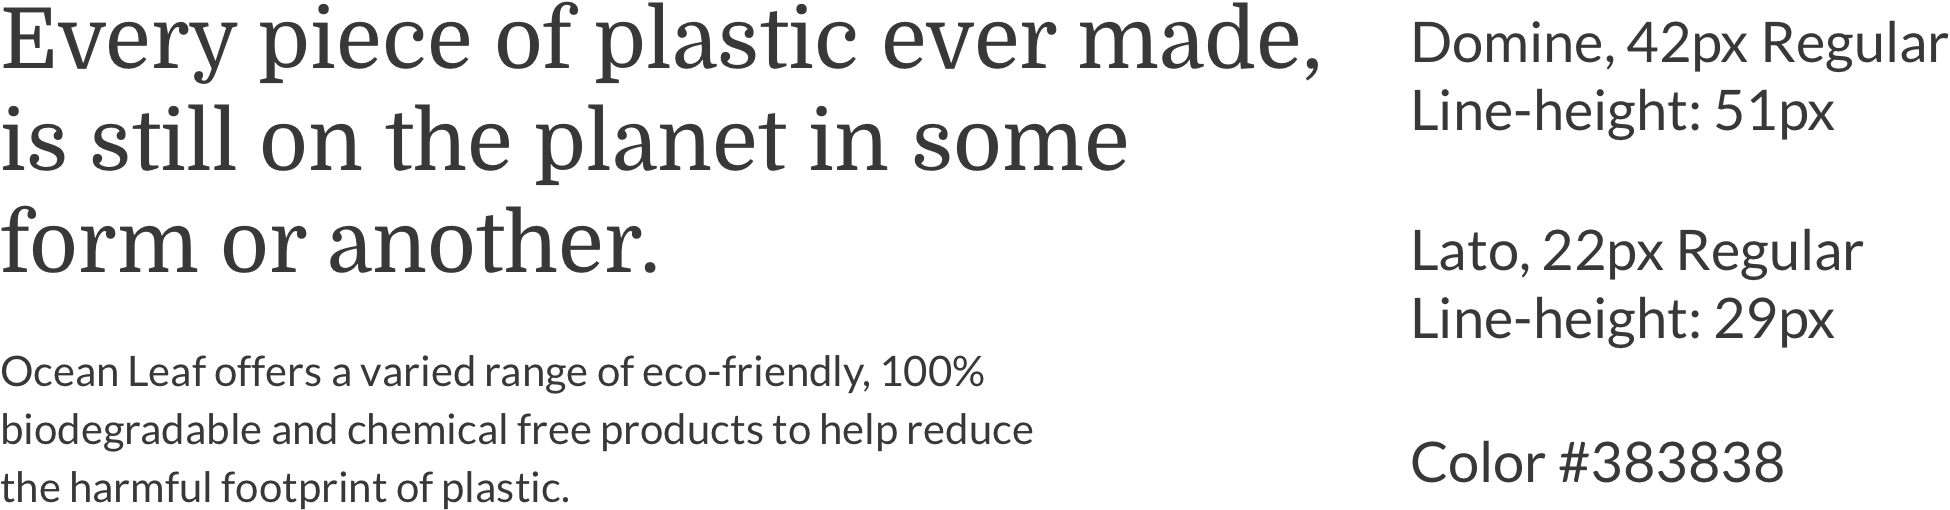 Every piece of plastic ever made,
is still on the planet in some
form or another.
Ocean Leaf offers a varied range of eco-friendly, 100%
biodegradable and chemical free products to help reduce
the harmful footprint of plastic.
Domine, 42px Regular
Line-height: 51px
Lato, 22px Regular
Line-height: 29px
Color #383838